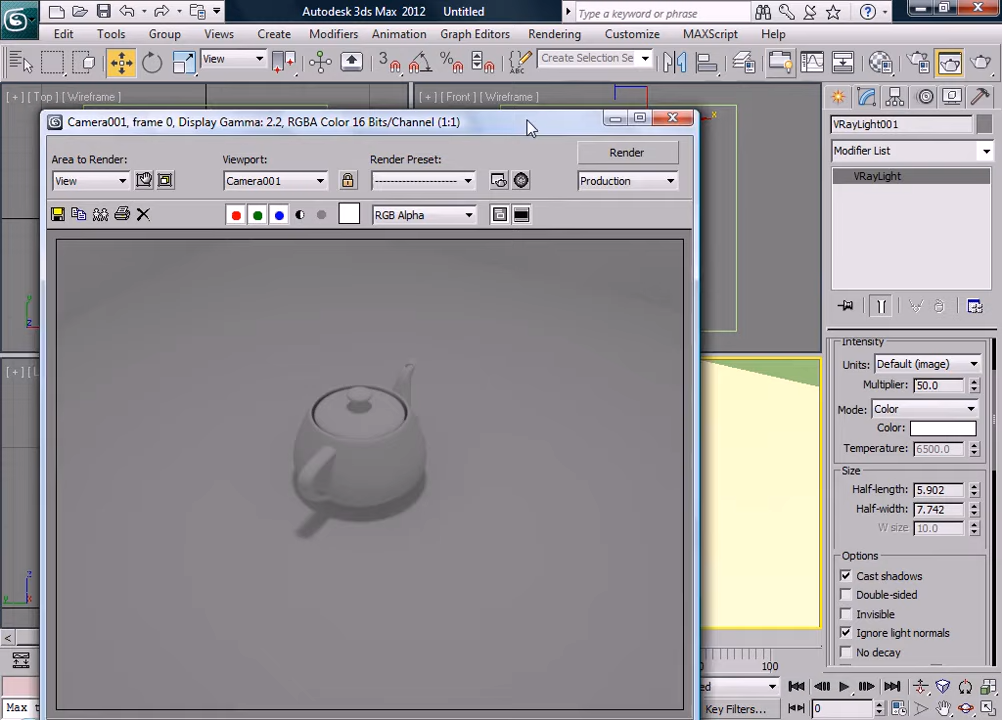 Autodesk 3ds Max 2012 Untitled
Type a keyword or phrase
Edit Tools Group Views Create Modifiers Animation Graph Editors Rendering Customize MAXScript Help
View
3
ABC
Create Selection Se
[ + ] [ Top ] [ Wireframe ]
[ + ] [ Front ] [ Wireframe ]
x
Camera001, frame 0, Display Gamma: 2.2, RGBA Color 16 Bits/Channel (1:1)
Area to Render:
View
Viewport:
Camera001
Render Preset:
--------------------
Render
Production
RGB Alpha
VRayLight001
Modifier List
VRayLight
Intensity
Units: Default (image)
Multiplier: 50.0
Mode: Color
Color:
Temperature: 6500.0
Size
Half-length: 5.902
Half-width: 7.742
W size 10.0
Options
Cast shadows
Double-sided
Invisible
Ignore light normals
No decay
y
z
x
[ + ] [ L
z
x
y
<
100
ed
0
Key Filters...
Max t